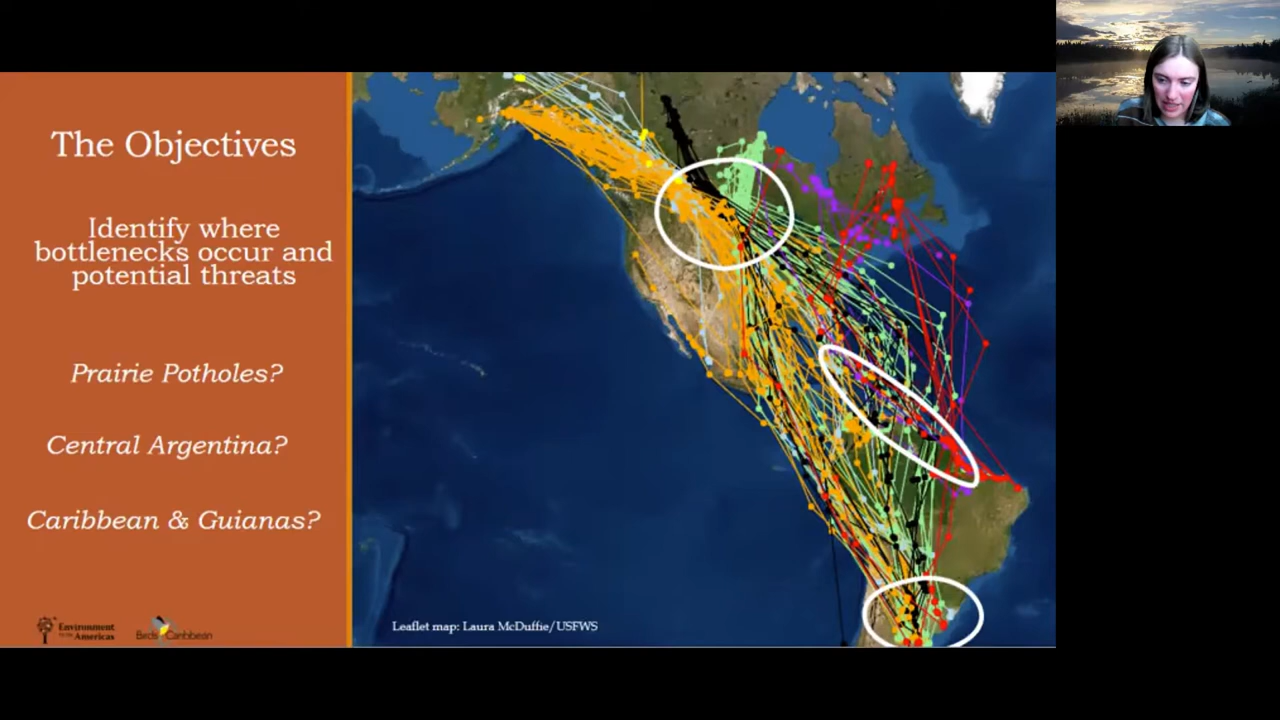 The Objectives
Identify where
bottlenecks occur and
potential threats
Prairie Potholes?
Central Argentina?
Caribbean & Guianas?
Environment
Americas
Birds Caribbean
Leaflet map: Laura McDuffie/USFWS